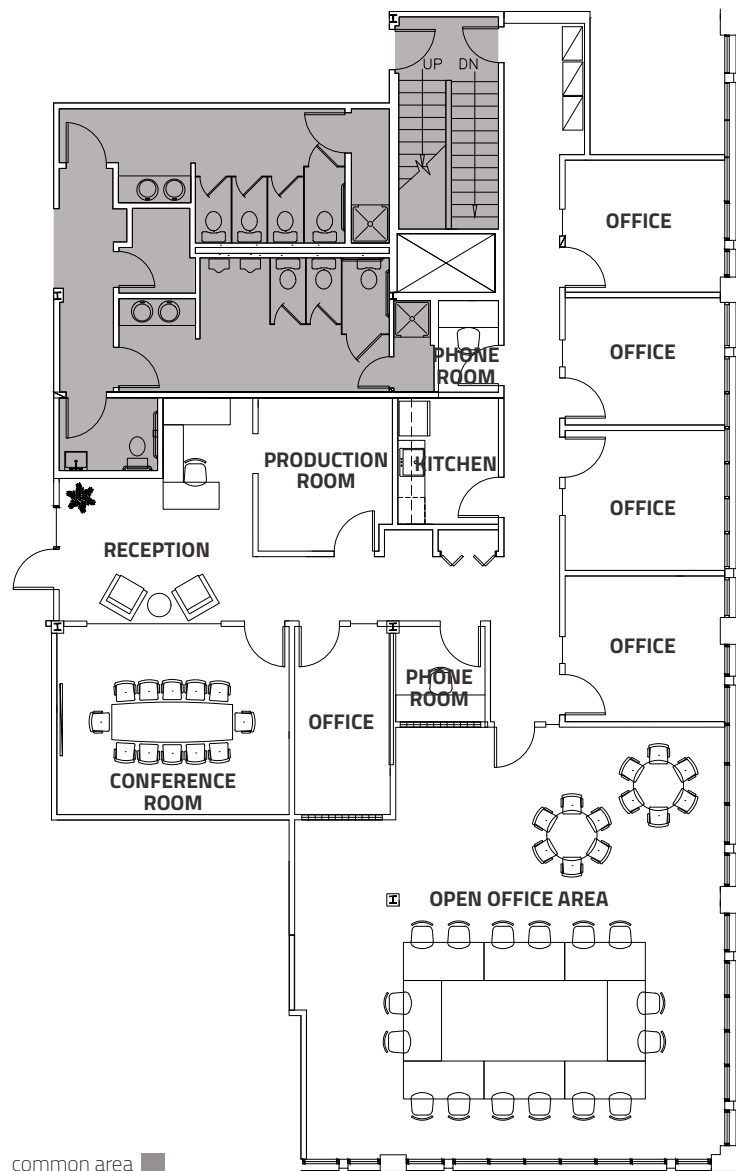 UP DN
OFFICE
OFFICE
PHONE
ROOM
PRODUCTION
ROOM
KITCHEN
OFFICE
RECEPTION
OFFICE
PHONE
ROOM
OFFICE
CONFERENCE
ROOM
OPEN OFFICE AREA
common area